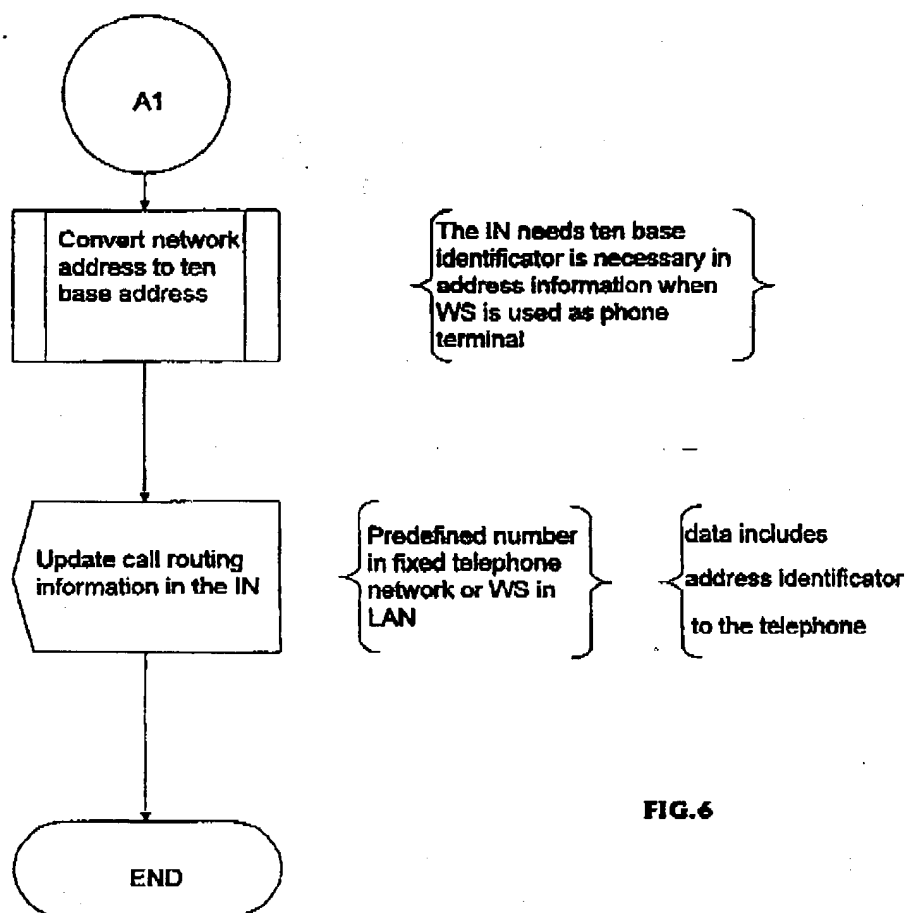 A1
Convert network
address to ten
base address
The IN needs ten base
identificator is necessary in
address information when
WS is used as phone
terminal
Update call routing
information in the IN
Predefined number
in fixed telephone
network or WS in
LAN
data includes
address identificator
to the telephone
FIG.6
END